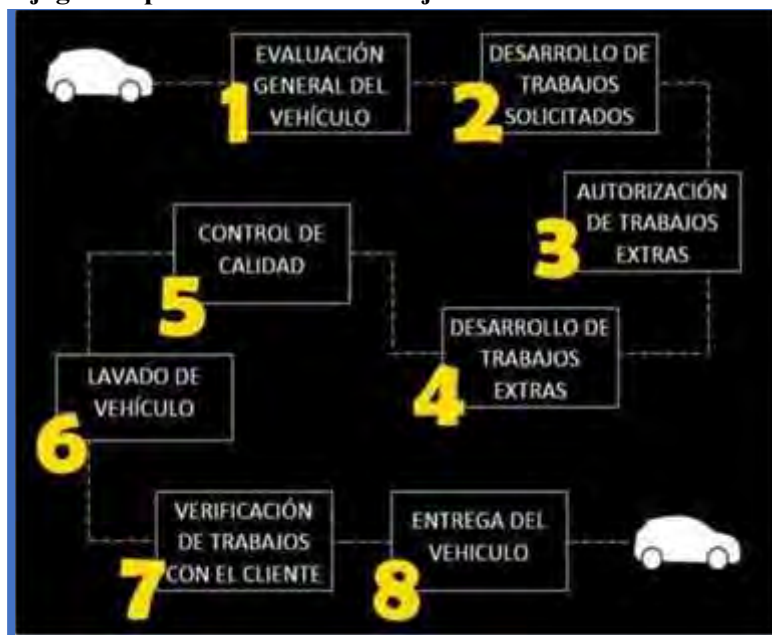 EVALUACIÓN
GENERAL DEL
VEHÍCULO
1
DESARROLLO DE
TRABAJOS
SOLICITADOS
2
AUTORIZACIÓN
DE TRABAJOS
EXTRAS
3
DESARROLLO DE
TRABAJOS
EXTRAS
4
CONTROL DE
CALIDAD
5
LAVADO DE
VEHÍCULO
6
VERIFICACIÓN
DE TRABAJOS
CON EL CLIENTE
7
ENTREGA DEL
VEHICULO
8